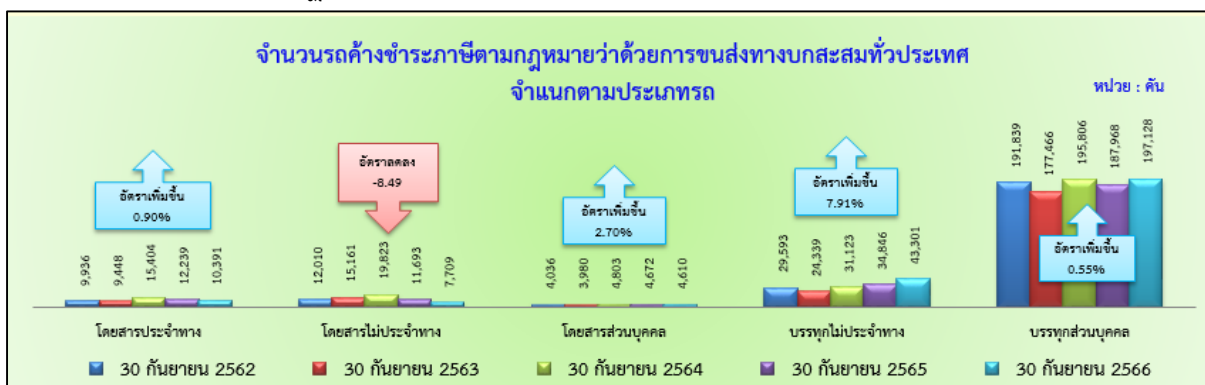 จำนวนรถค้างชำระภาษีตามกฎหมายว่าด้วยการขนส่งทางบกสะสมทั่วประเทศ
จำแนกตามประเภทรถ
หน่วย : คัน
อัตราเพิ่มขึ้น
0.90%
9,936
9,448
15,404
12,239
10,391
โดยสารประจำทาง
อัตราลดลง
-8.49
12,010
15,161
19,823
11,693
7,709
โดยสารไม่ประจำทาง
อัตราเพิ่มขึ้น
2.70%
4,036
3,980
4,803
4,672
4,610
โดยสารส่วนบุคคล
อัตราเพิ่มขึ้น
7.91%
29,593
24,339
31,123
34,846
43,301
บรรทุกไม่ประจำทาง
191,839
177,466
195,806
187,968
197,128
อัตราเพิ่มขึ้น
0.55%
บรรทุกส่วนบุคคล
30 กันยายน 2562
30 กันยายน 2563
30 กันยายน 2564
30 กันยายน 2565
30 กันยายน 2566